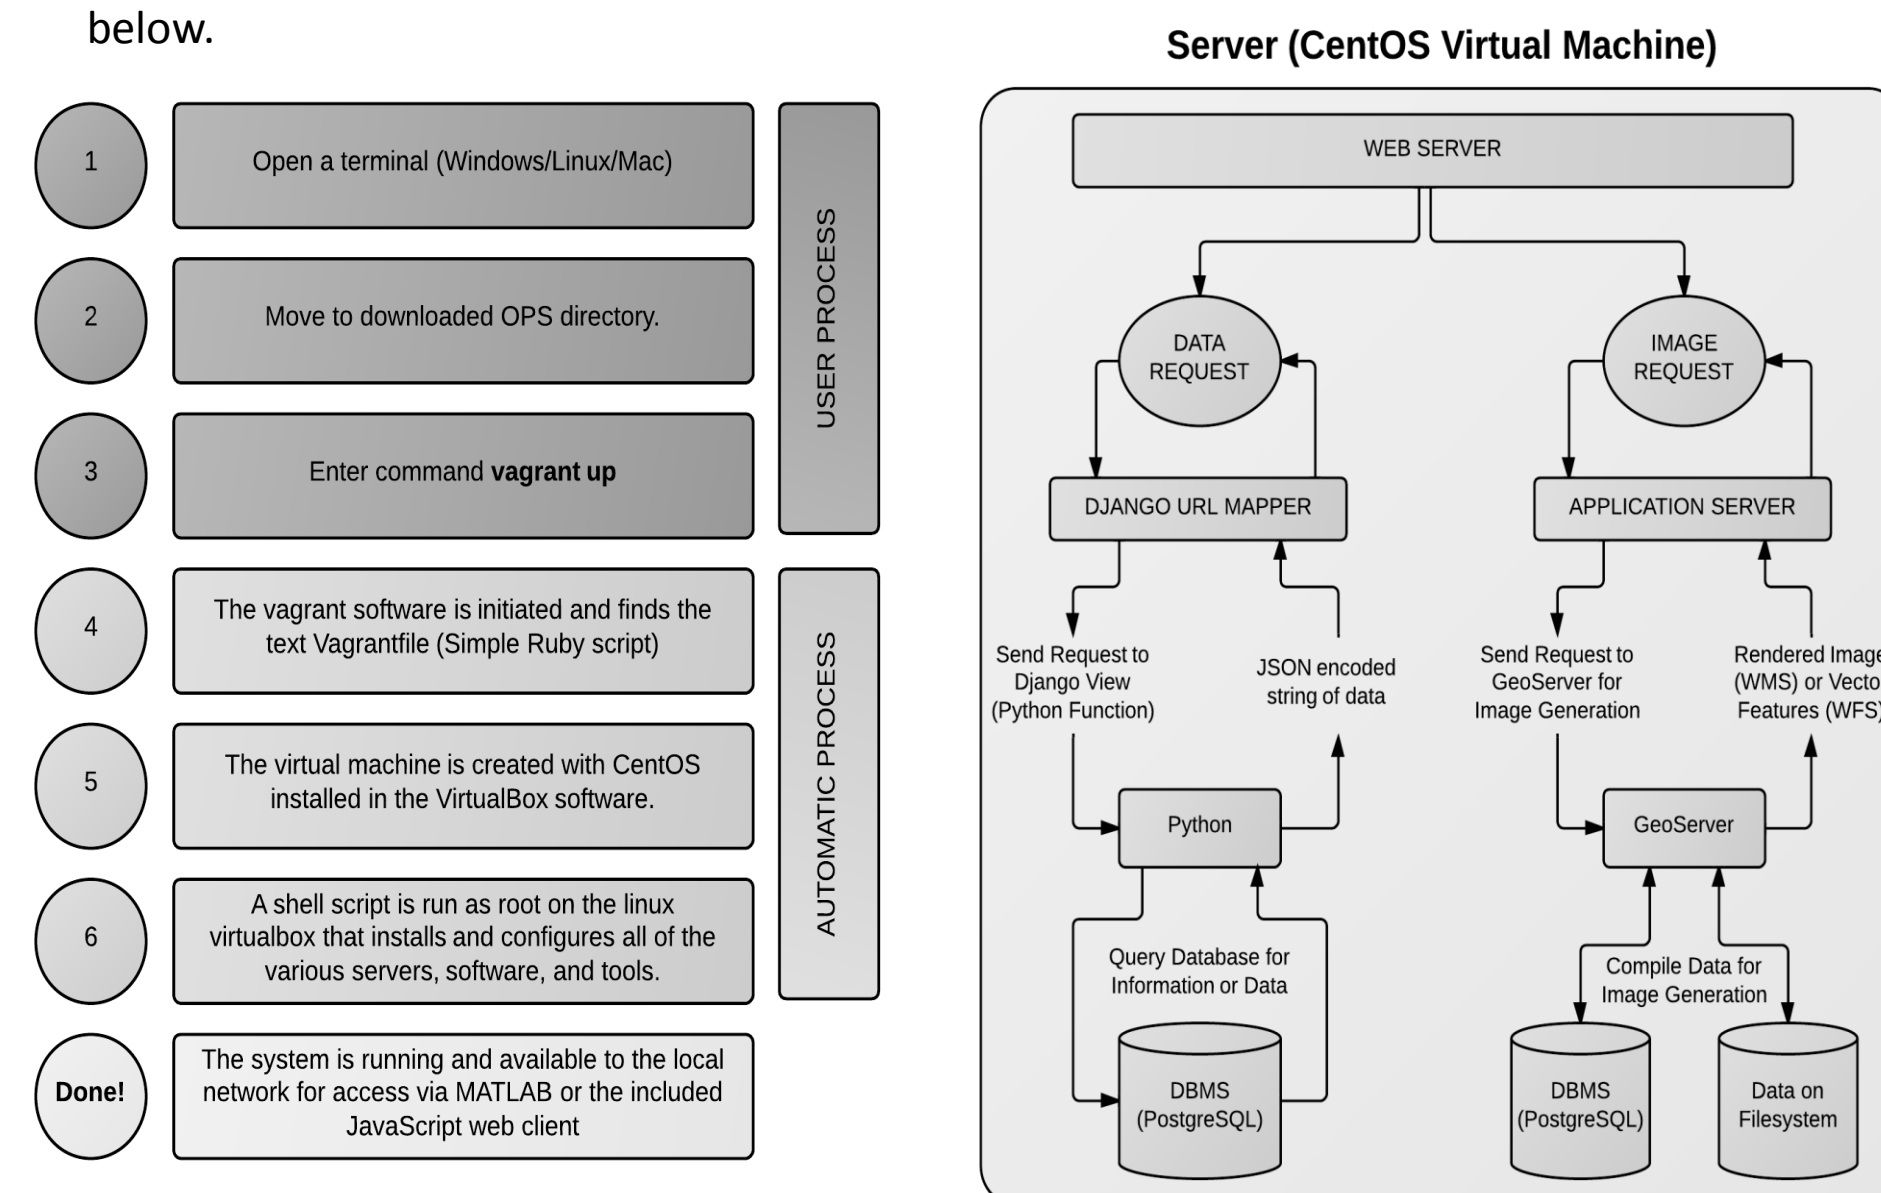 below.
1
Open a terminal (Windows/Linux/Mac)
2
Move to downloaded OPS directory.
3
Enter command vagrant up
USER PROCESS
4
The vagrant software is initiated and finds the
text Vagrantfile (Simple Ruby script)
5
The virtual machine is created with CentOS
installed in the VirtualBox software.
6
A shell script is run as root on the linux
virtualbox that installs and configures all of the
various servers, software, and tools.
AUTOMATIC PROCESS
Done!
The system is running and available to the local
network for access via MATLAB or the included
JavaScript web client
Server (CentOS Virtual Machine)
WEB SERVER
DATA
REQUEST
IMAGE
REQUEST
DJANGO URL MAPPER
APPLICATION SERVER
Send Request to
Django View
(Python Function)
JSON encoded
string of data
Send Request to
GeoServer for
Image Generation
Rendered Image
(WMS) or Vecto
Features (WFS)
Python
GeoServer
Query Database for
Information or Data
Compile Data for
Image Generation
DBMS
(PostgreSQL)
DBMS
(PostgreSQL)
Data on
Filesystem